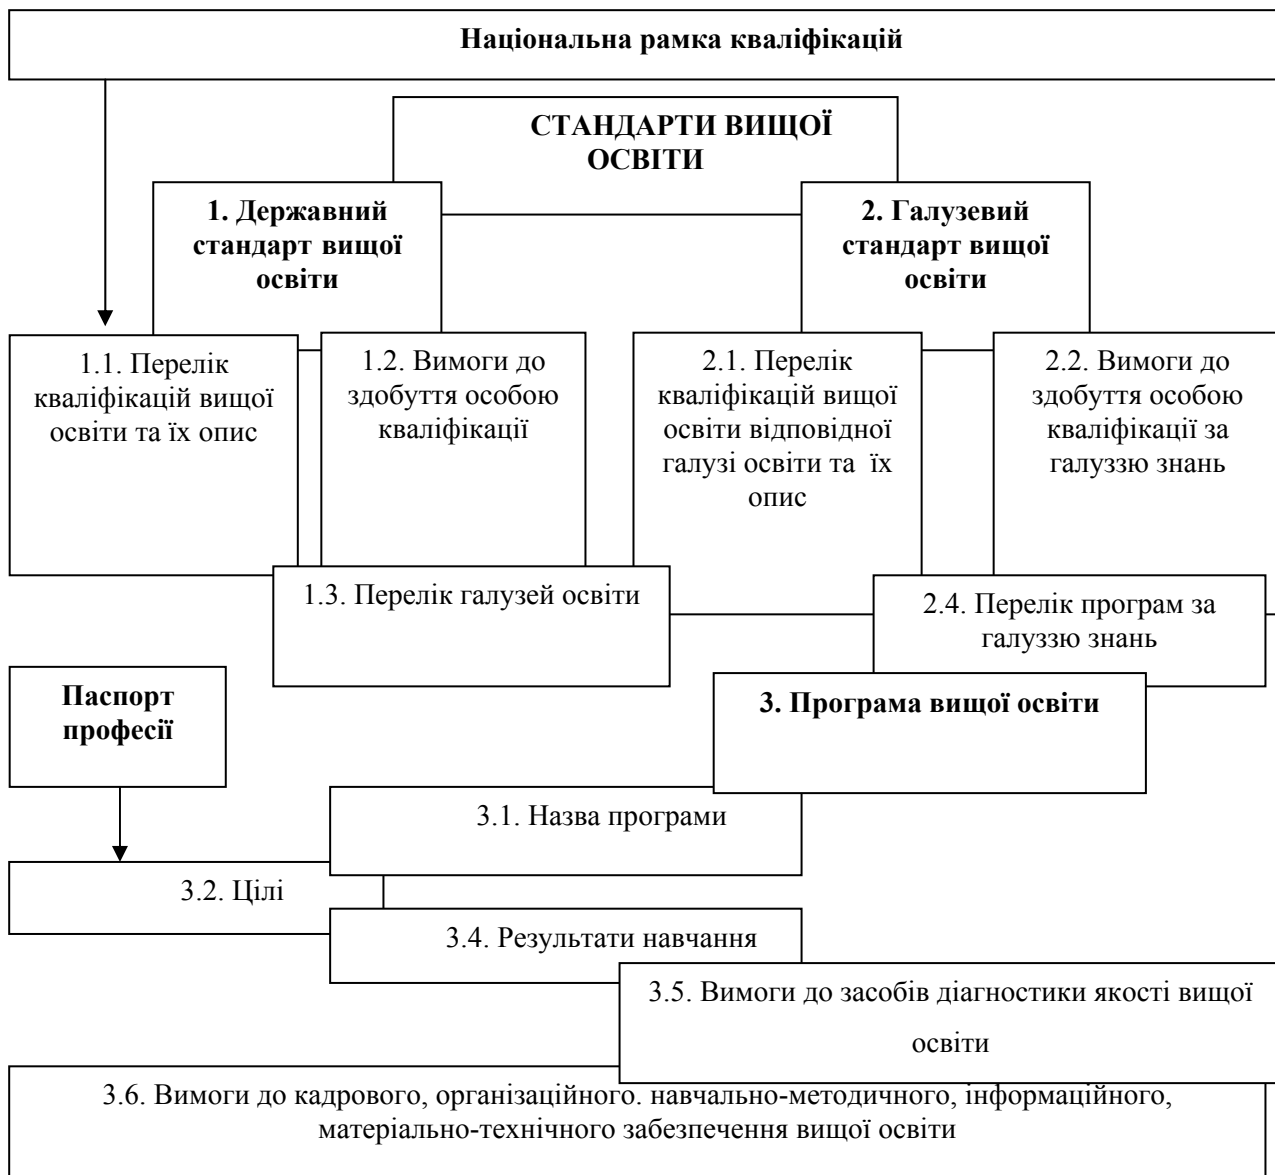 Національна рамка кваліфікацій
СТАНДАРТИ ВИЩОЇ
ОСВІТИ
1. Державний
стандарт вищої
освіти
2. Галузевий
стандарт вищої
освіти
1.1. Перелік
кваліфікацій вищої
освіти та їх опис
1.2. Вимоги до
здобуття особою
кваліфікації
2.1. Перелік
кваліфікацій вищої
освіти відповідної
галузі освіти та їх
опис
2.2. Вимоги до
здобуття особою
кваліфікації за
галуззю знань
1.3. Перелік галузей освіти
2.4. Перелік програм за
галуззю знань
Паспорт
професії
3. Програма вищої освіти
3.1. Назва програми
3.2. Цілі
3.4. Результати навчання
3.5. Вимоги до засобів діагностики якості вищої
освіти
3.6. Вимоги до кадрового, організаційного. навчально-методичного, інформаційного,
матеріально-технічного забезпечення вищої освіти